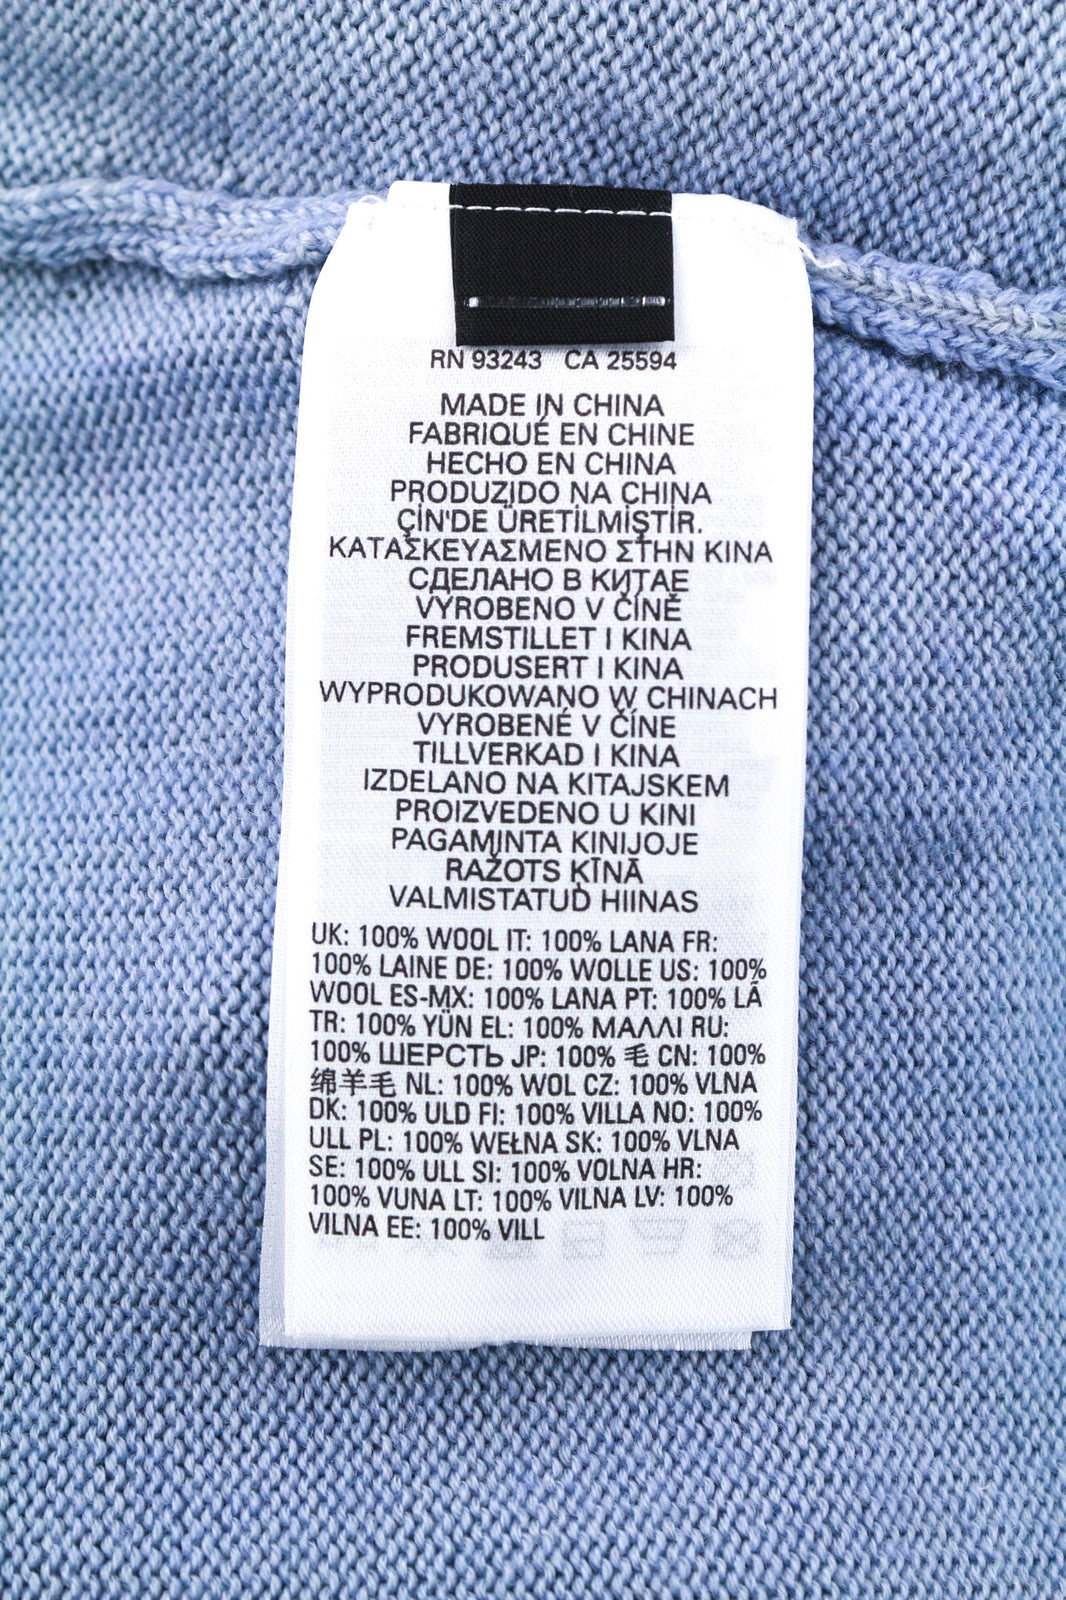 RN 93243 CA 25594
MADE IN CHINA
FABRIQUÉ EN CHINE
HECHO EN CHINA
PRODUZIDO NA CHINA
ÇİN'DE ÜRETİLMİŞTİR.
ΚΑΤΑΣΚΕΥΑΣΜΕΝΟ ΣΤΗΝ ΚΙΝΑ
СДЕЛАНО В КИТАЕ
VYROBENO V ČÍNĚ
FREMSTILLET I KINA
PRODUSERT I KINA
WYPRODUKOWANO W CHINACH
VYROBENÉ V ČÍNE
TILLVERKAD I KINA
IZDELANO NA KITAJSKEM
PROIZVEDENO U KINI
PAGAMINTA KINIJOJE
RAŽOTS ĶĪNĀ
VALMISTATUD HIINAS
UK: 100% WOOL IT: 100% LANA FR:
100% LAINE DE: 100% WOLLE US: 100%
WOOL ES-MX: 100% LANA PT: 100% LÃ
TR: 100% YÜN EL: 100% ΜΑΛΛΙ RU:
100% ШЕРСТЬ JP: 100% 毛 CN: 100%
绵羊毛 NL: 100% WOL CZ: 100% VLNA
DK: 100% ULD FI: 100% VILLA NO: 100%
ULL PL: 100% WEŁNA SK: 100% VLNA
SE: 100% ULL SI: 100% VOLNA HR:
100% VUNA LT: 100% VILNA LV: 100%
VILNA EE: 100% VILL